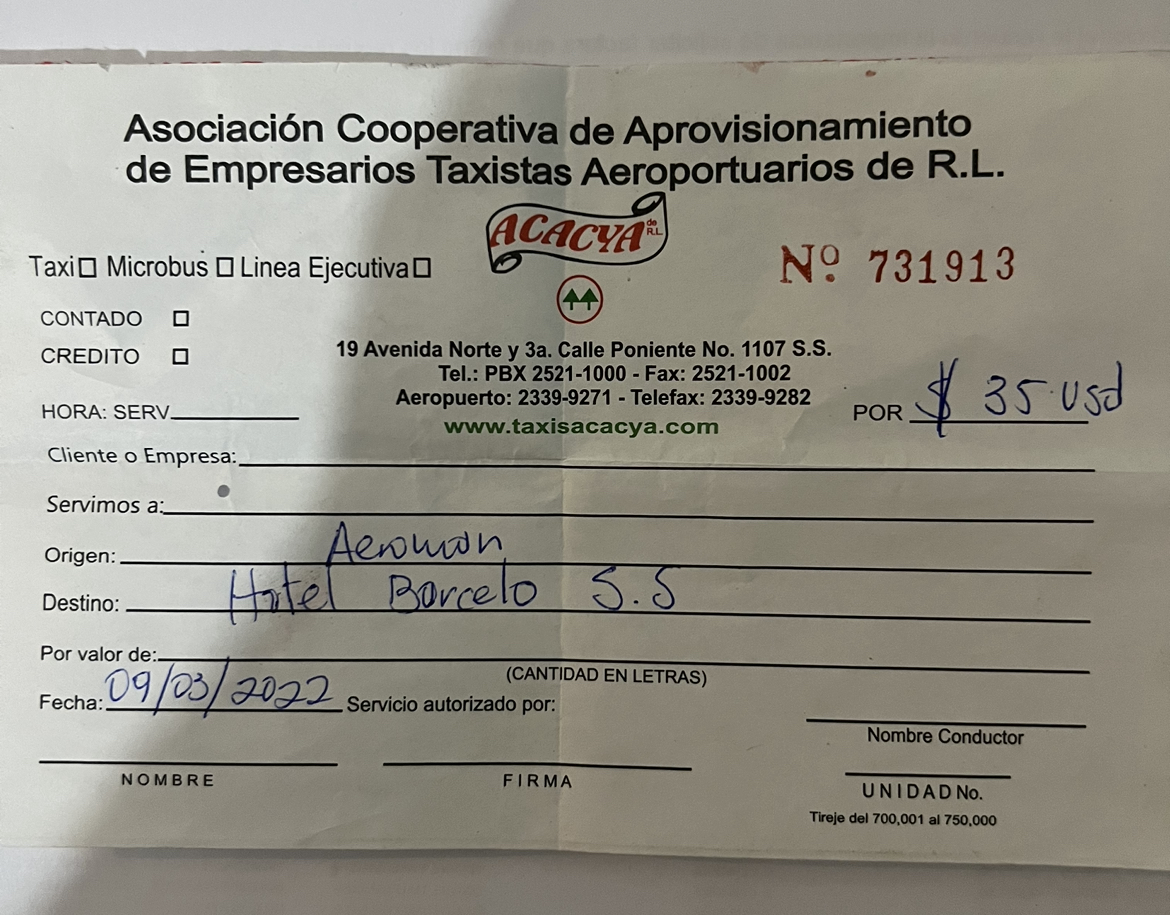 Asociación Cooperativa de Aprovisionamiento
de Empresarios Taxistas Aeroportuarios de R.L.
ACACYA de R.L.
Taxi Microbus Linea Ejecutiva
Nº 731913
CONTADO
CREDITO
19 Avenida Norte y 3a. Calle Poniente No. 1107 S.S.
Tel.: PBX 2521-1000 - Fax: 2521-1002
Aeropuerto: 2339-9271 - Telefax: 2339-9282
www.taxisacacya.com
HORA: SERV
POR $ 35 usd
Cliente o Empresa:
Servimos a:
Origen: Aeroman
Destino: Hotel Barcelo S.S
Por valor de:
(CANTIDAD EN LETRAS)
Fecha: 09/03/2022 Servicio autorizado por:
Nombre Conductor
NOMBRE FIRMA
UNIDAD No.
Tireje del 700,001 al 750,000